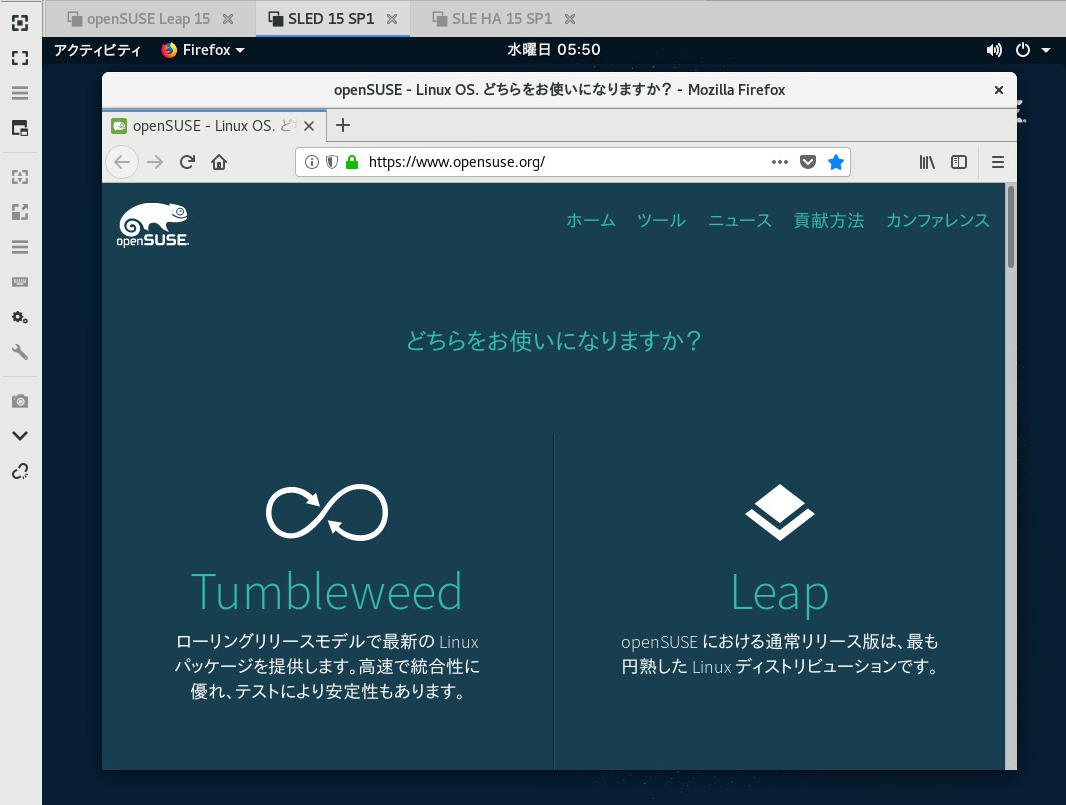 openSUSE Leap 15
SLED 15 SP1
SLE HA 15 SP1
アクティビティ
Firefox
水曜日 05:50
openSUSE - Linux OS. どちらをお使いになりますか？ - Mozilla Firefox
openSUSE - Linux OS. ど
https://www.opensuse.org/
openSUSE.
ホーム ツール ニュース 貢献方法 カンファレンス
どちらをお使いになりますか？
Tumbleweed
ローリングリリースモデルで最新の Linux
パッケージを提供します。高速で統合性に
優れ、テストにより安定性もあります。
Leap
openSUSE における通常リリース版は、最も
円熟した Linux ディストリビューションです。